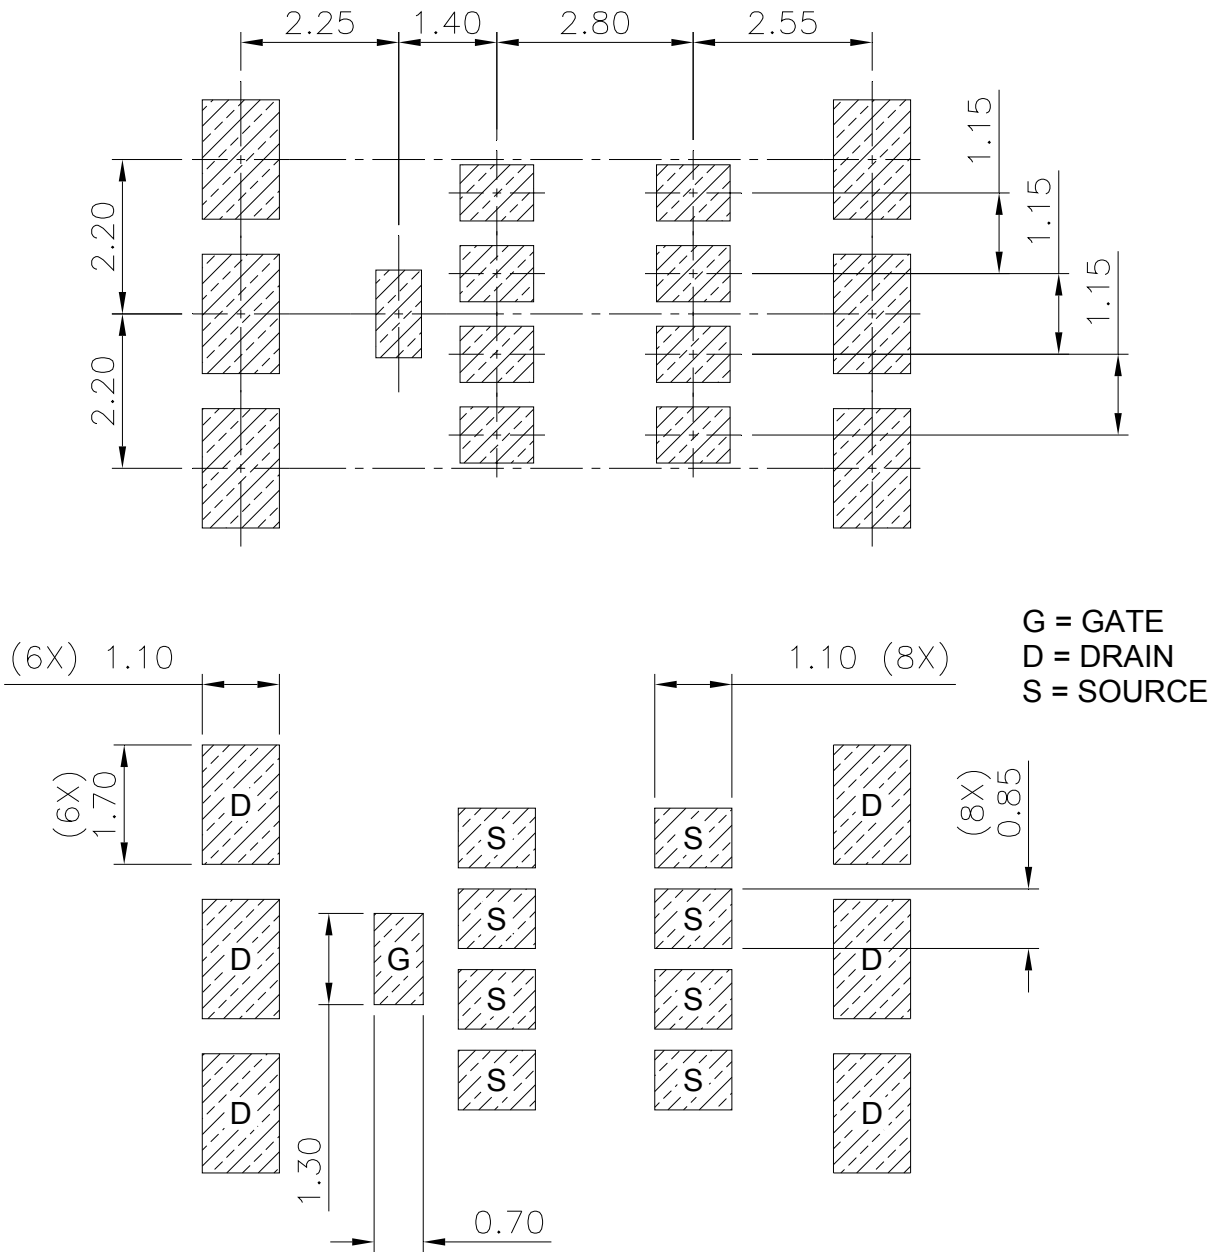 2.25 1.40 2.80 2.55
1.15
1.15
1.15
2.20
2.20
G = GATE
D = DRAIN
S = SOURCE
(6X) 1.10
1.10 (8X)
(6X)
1.70
(8X)
0.85
D
D
S
S
S
S
D
G
D
S
S
S
S
D
D
1.30
0.70